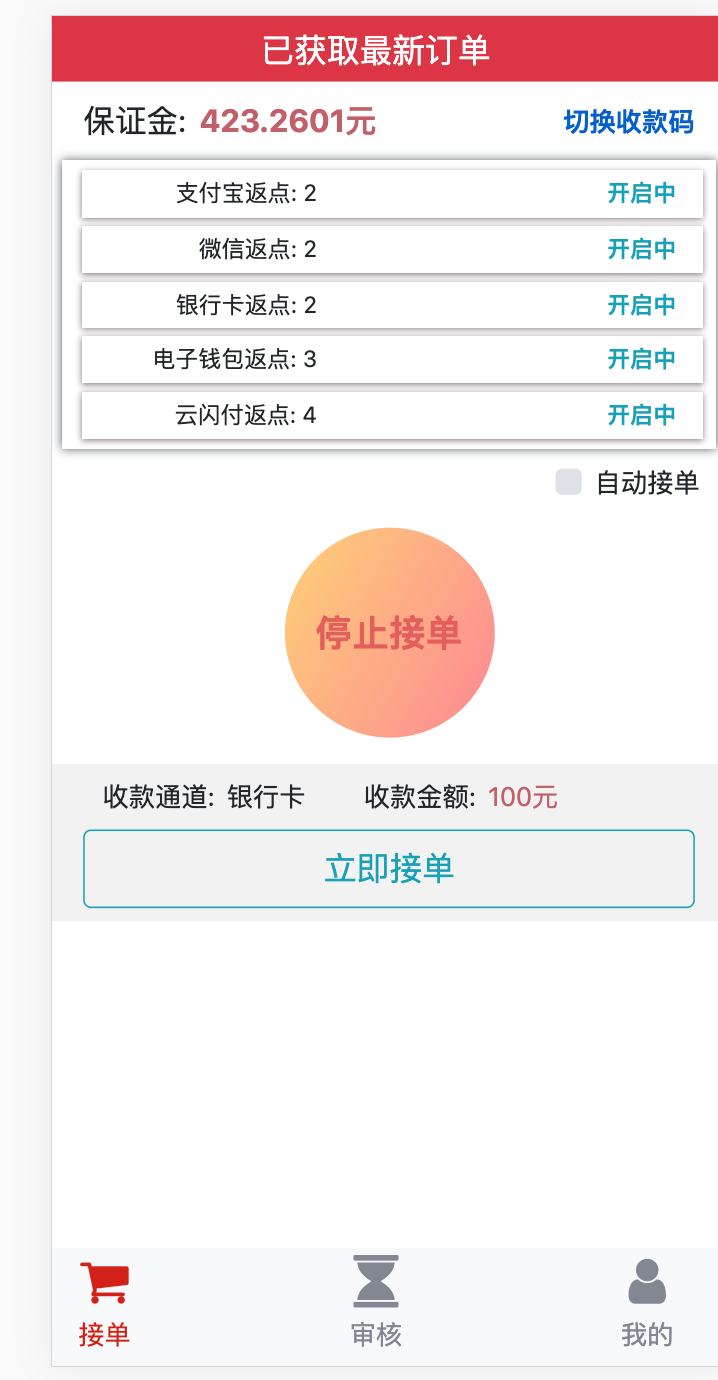 已获取最新订单
保证金: 423.2601元 切换收款码
支付宝返点: 2 开启中
微信返点: 2 开启中
银行卡返点: 2 开启中
电子钱包返点: 3 开启中
云闪付返点: 4 开启中
自动接单
停止接单
收款通道: 银行卡 收款金额: 100元
立即接单
接单 审核 我的